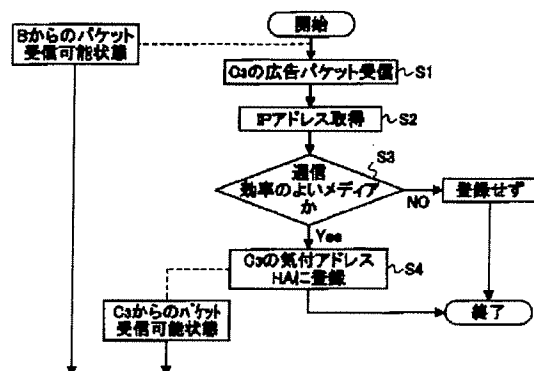 開始
Bからのパケット
受信可能状態
C3の広告パケット受信
S1
IPアドレス取得
S2
S3
通信
効率のよいメディア
か
NO
登録せず
Yes
C3の気付アドレス
HAに登録
S4
C3からのパケット
受信可能状態
終了